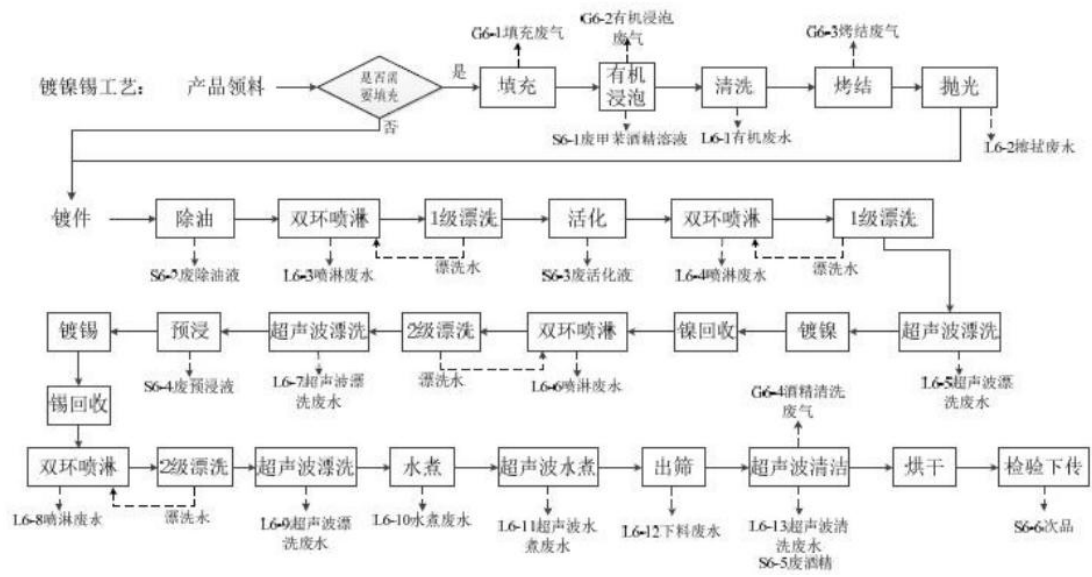 G6-1填充废气
G6-2有机浸泡
废气
G6-3烤结废气
镀镍锡工艺：
产品领料
是否需
要填充
是
填充
有机
浸泡
清洗
烤结
抛光
否
S6-1废甲苯酒精溶液
L6-1有机废水
L6-2擦拭废水
镀件
除油
双环喷淋
1级漂洗
活化
双环喷淋
1级漂洗
S6-2废除油液
L6-3喷淋废水
漂洗水
S6-3废活化液
L6-4喷淋废水
漂洗水
镀锡
预浸
超声波漂洗
2级漂洗
双环喷淋
镍回收
镀镍
超声波漂洗
S6-4废预浸液
L6-7超声波漂
洗废水
漂洗水
L6-6喷淋废水
L6-5超声波漂
洗废水
锡回收
G6-4酒精清洗
废气
双环喷淋
2级漂洗
超声波漂洗
水煮
超声波水煮
出筛
超声波清洁
烘干
检验下传
L6-8喷淋废水
漂洗水
L6-9超声波漂
洗废水
L6-10水煮废水
L6-11超声波水
煮废水
L6-12下料废水
L6-13超声波清
洗废水
S6-5废酒精
S6-6次品